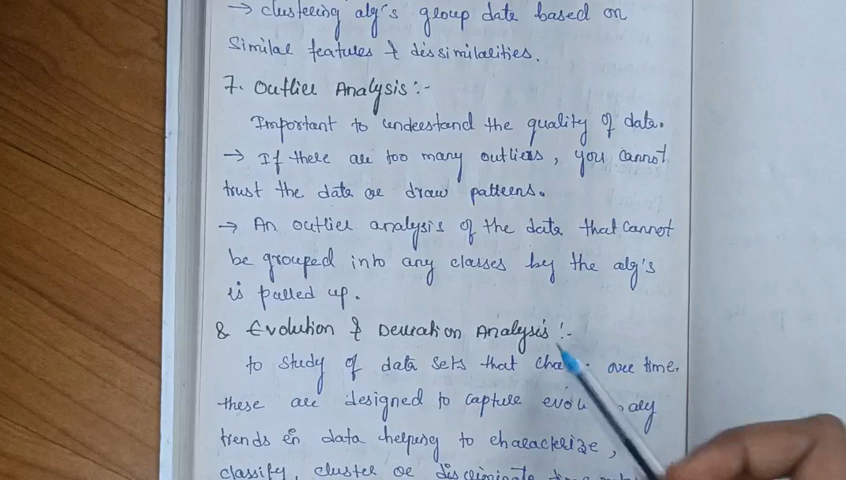 → clustering alg's group data based on
Similar features & dissimilarities.
7. Outlier Analysis:-
Important to understand the quality of data.
→ If there are too many outliers, you cannot
trust the data or draw patterns.
→ An outlier analysis of the data that cannot
be grouped into any classes by the alg's
is pulled up.
8 Evolution & Deviation Analysis:-
to study of data sets that over time.
these are designed to capture
trends in data helping to characterize,
classify, cluster or discriminate